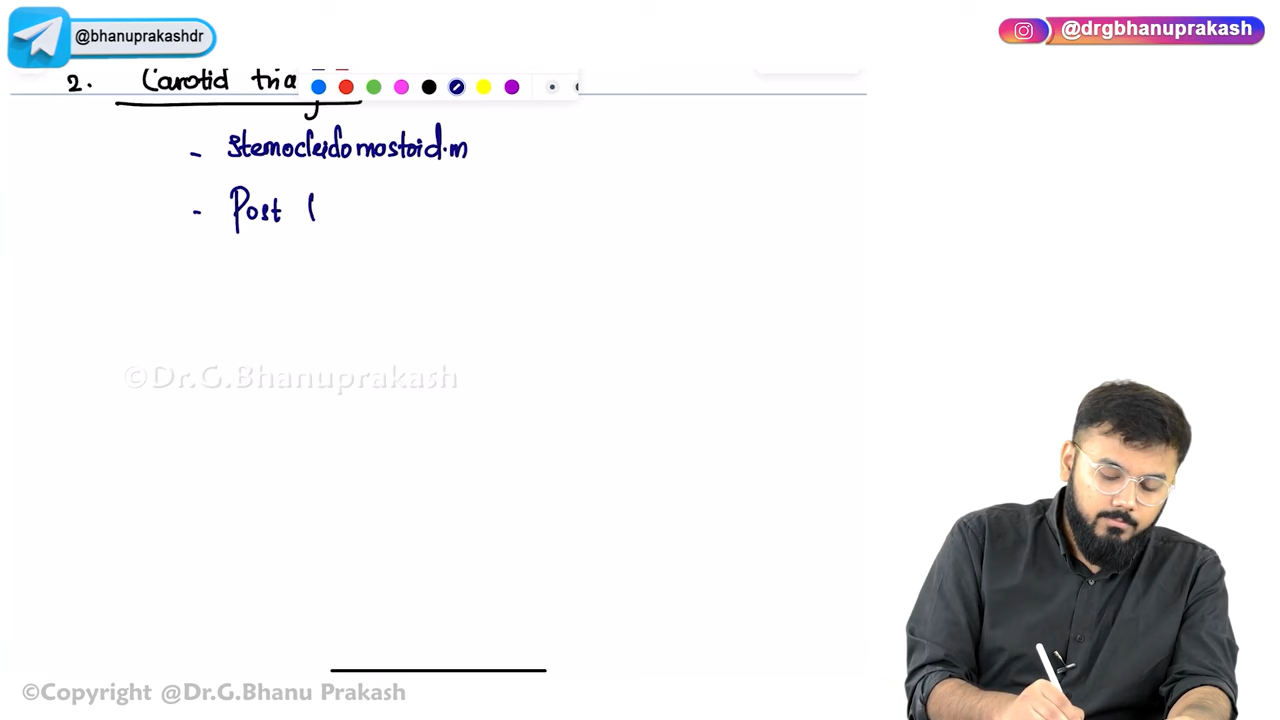 @bhanuprakashdr
@drgbhanuprakash
2. Carotid tria
- Sternocleidomastoid.m
- Post (
©Dr.G.Bhanuprakash
©Copyright @Dr.G.Bhanu Prakash